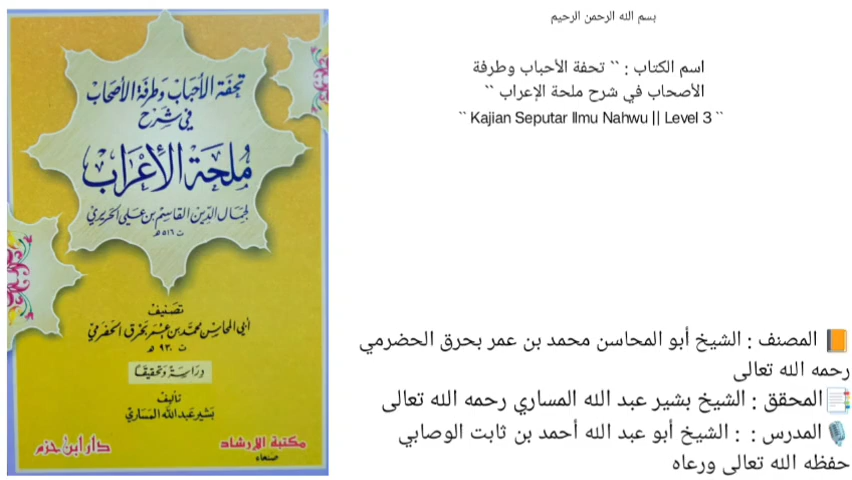 بسم الله الرحمن الرحيم
اسم الكتاب : `` تحفة الأحباب وطرفة
الأصحاب في شرح ملحة الإعراب ``
`` Kajian Seputar Ilmu Nahwu || Level 3 ``
📙 المصنف : الشيخ أبو المحاسن محمد بن عمر بحرق الحضرمي
رحمه الله تعالى
📑المحقق : الشيخ بشير عبد الله المساري رحمه الله تعالى
🎙️المدرس : : الشيخ أبو عبد الله أحمد بن ثابت الوصابي
حفظه الله تعالى ورعاه
تحفة الأحباب وطرفة الأصحاب
في شرح
ملحة الأعراب
لجمال الدين القاسم بن علي الحريري
ت ٥١٦ هـ
تصنيف
أبي المحاسن محمد بن عمر بحرق الحضرمي
ت ٩٣٠ هـ
دراسة وتحقيقا
تأليف
بشير عبد الله المساري
مكتبة الإرشاد
صنعاء
دار ابن حزم